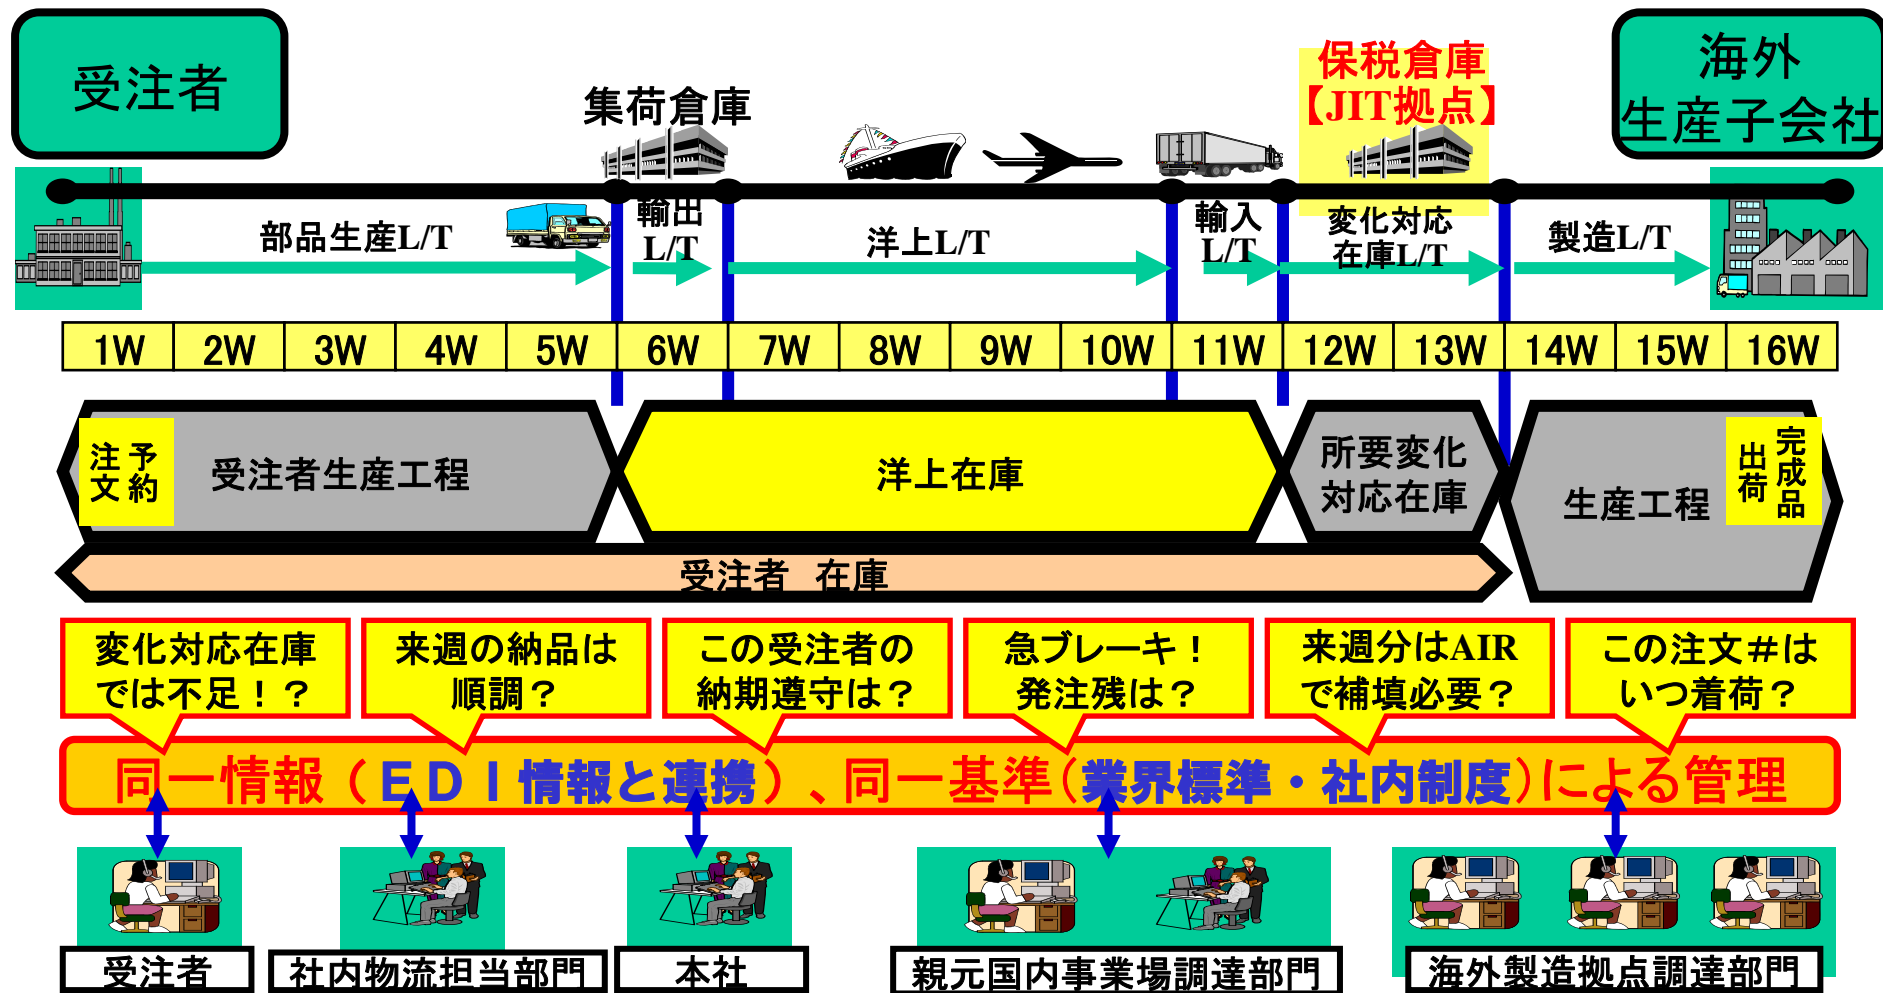 受注者
集荷倉庫
保税倉庫
【JIT拠点】
海外
生産子会社
部品生産L/T
輸出
L/T
洋上L/T
輸入
L/T
変化対応
在庫L/T
製造L/T
1W 2W 3W 4W 5W 6W 7W 8W 9W 10W 11W 12W 13W 14W 15W 16W
予約
注文
受注者生産工程
洋上在庫
所要変化
対応在庫
生産工程
完成品
出荷
受注者 在庫
変化対応在庫
では不足！？
来週の納品は
順調？
この受注者の
納期遵守は？
急ブレーキ！
発注残は？
来週分はAIR
で補填必要？
この注文＃は
いつ着荷？
同一情報（ＥＤＩ情報と連携）、同一基準（業界標準・社内制度）による管理
受注者
社内物流担当部門
本社
親元国内事業場調達部門
海外製造拠点調達部門